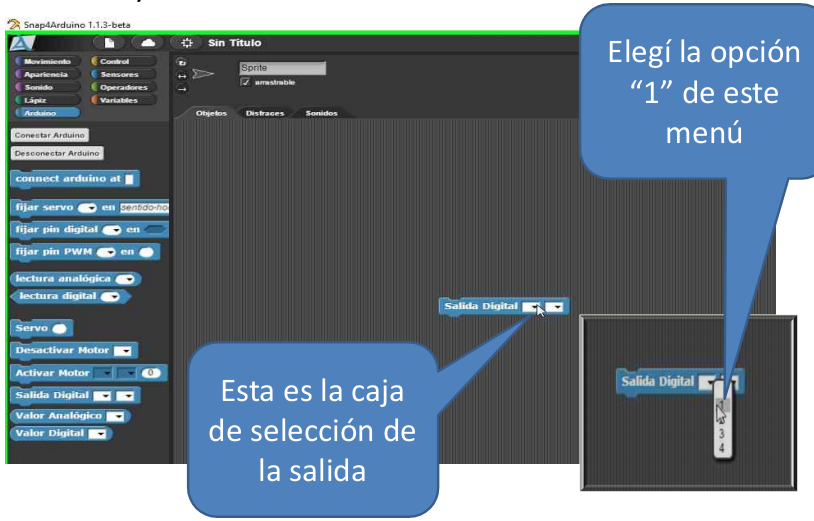 Snap4Arduino 1.1.3-beta
Sin Título
Movimiento Control
Apariencia Sensores
Sonido Operadores
Lápiz Variables
Arduino
Sprite
arrastrable
Objetos Disfraces Sonidos
Conectar Arduino
Desconectar Arduino
connect arduino at
fijar servo en sentido-ho
fijar pin digital en
fijar pin PWM en
lectura analógica
lectura digital
Servo
Desactivar Motor
Activar Motor 0
Salida Digital
Valor Analógico
Valor Digital
Salida Digital
Esta es la caja
de selección de
la salida
Elegí la opción
“1” de este
menú
Salida Digital
1
3
4